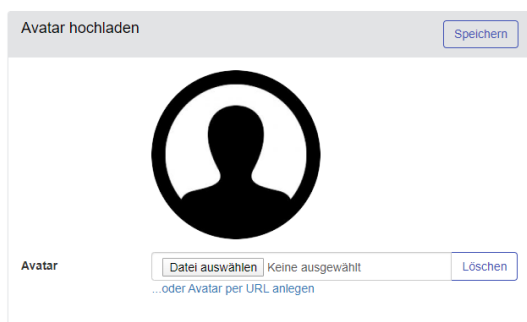 Avatar hochladen
Speichern
Avatar
Datei auswählen Keine ausgewählt
Löschen
...oder Avatar per URL anlegen